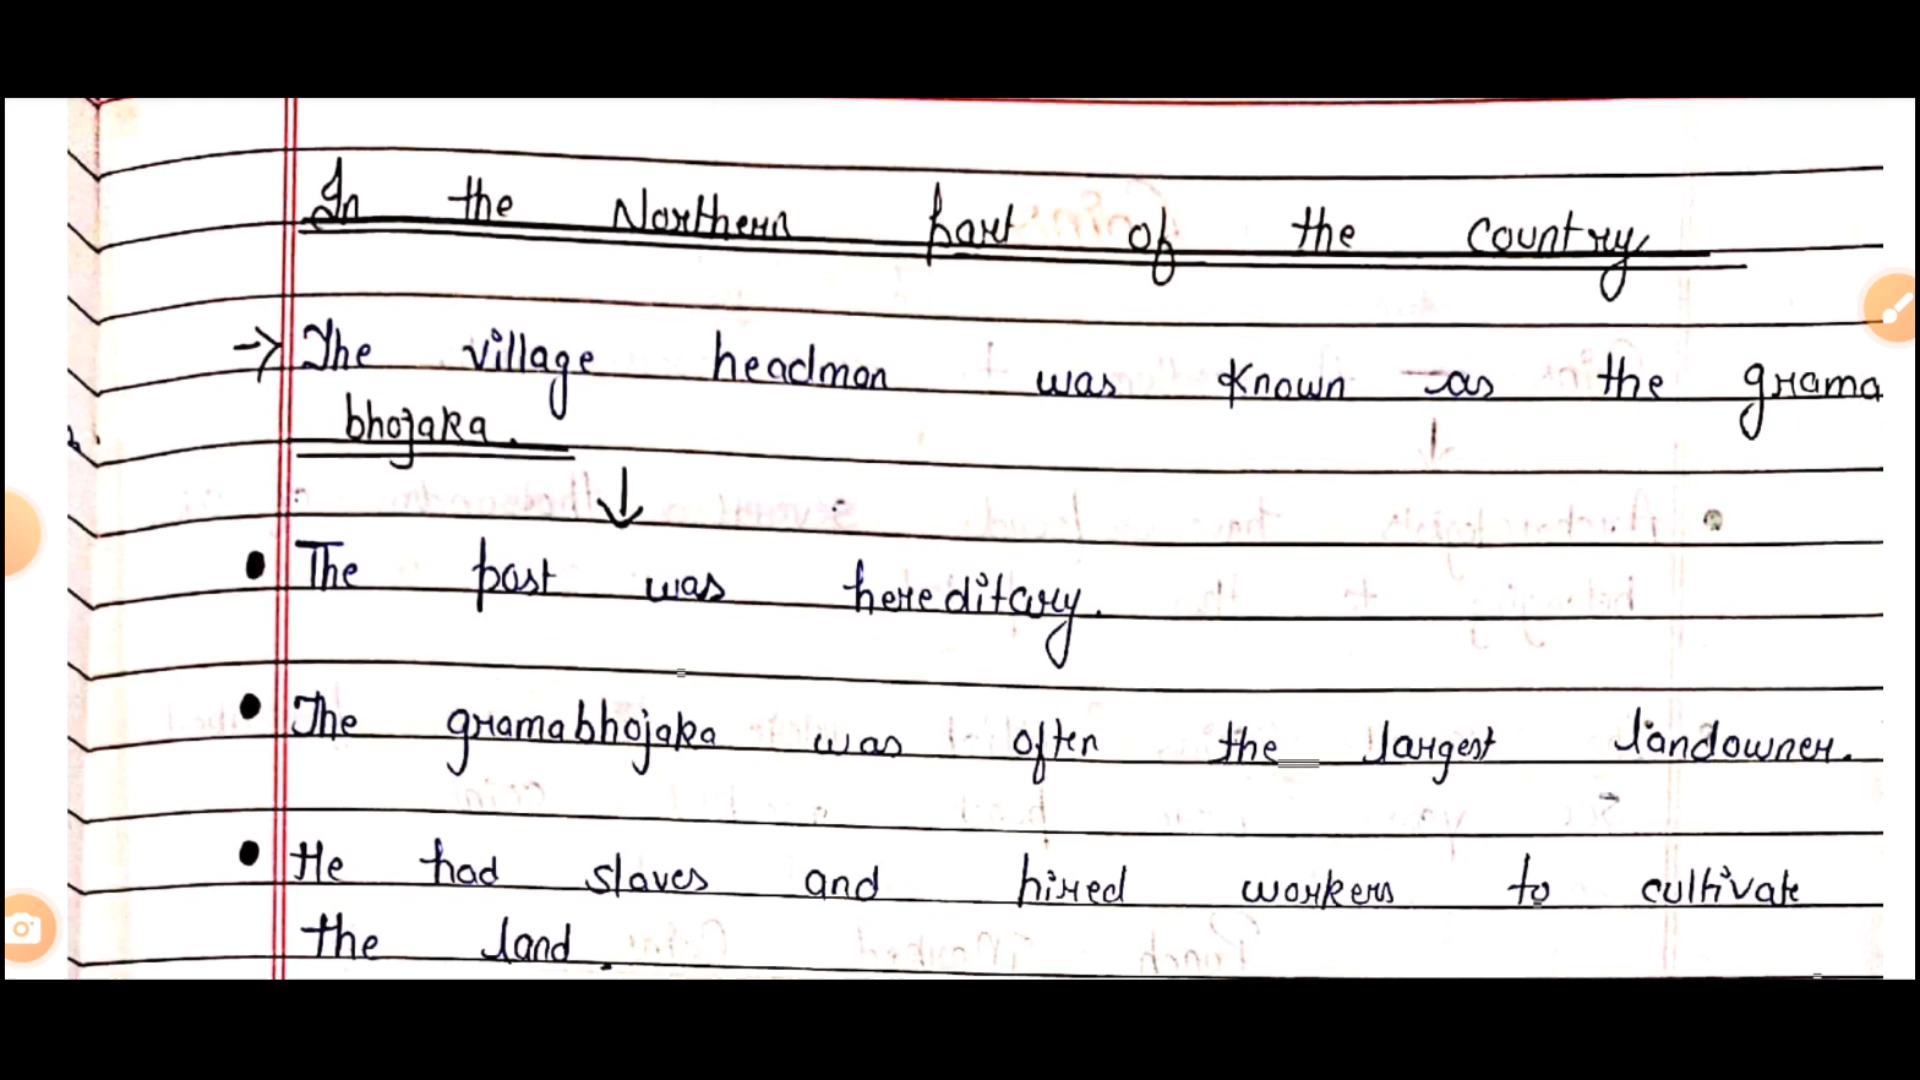 In the Northern part of the country
→ The village headman was known as the grama
bhojaka.
↓
• The post was hereditary.
• The gramabhojaka was often the largest landowner.
• He had slaves and hired workers to cultivate
the land.